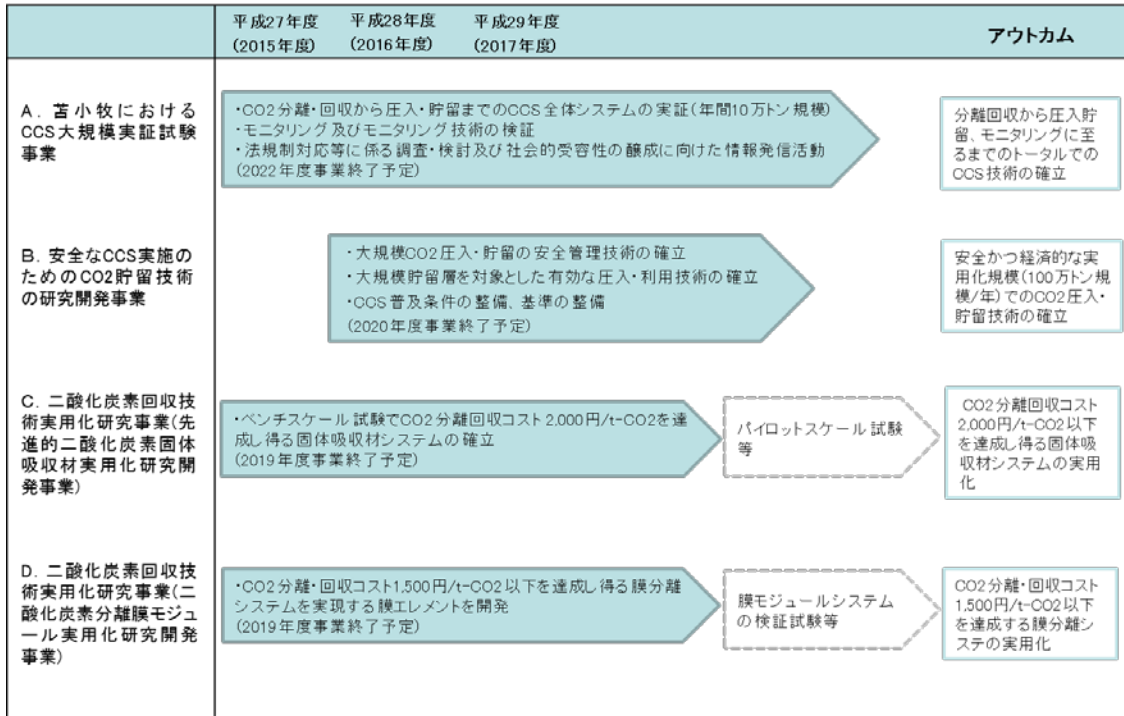 平成27年度
(2015年度)
平成28年度
(2016年度)
平成29年度
(2017年度)
アウトカム
A. 苫小牧における
CCS大規模実証試験
事業
・CO2分離・回収から圧入・貯留までのCCS全体システムの実証(年間10万トン規模)
・モニタリング及びモニタリング技術の検証
・法規制対応等に係る調査・検討及び社会的受容性の醸成に向けた情報発信活動
(2022年度事業終了予定)
分離回収から圧入貯
留、モニタリングに至
るまでのトータルでの
CCS技術の確立
B. 安全なCCS実施の
ためのCO2貯留技術
の研究開発事業
・大規模CO2圧入・貯留の安全管理技術の確立
・大規模貯留層を対象とした有効な圧入・利用技術の確立
・CCS普及条件の整備、基準の整備
(2020年度事業終了予定)
安全かつ経済的な実
用化規模(100万トン規
模/年)でのCO2圧入・
貯留技術の確立
C. 二酸化炭素回収技
術実用化研究事業(先
進的二酸化炭素固体
吸収材実用化研究開
発事業)
・ベンチスケール試験でCO2分離回収コスト2,000円/t-CO2を達
成し得る固体吸収材システムの確立
(2019年度事業終了予定)
パイロットスケール試験
等
CO2分離回収コスト
2,000円/t-CO2以下
を達成し得る固体吸
収材システムの実用
化
D. 二酸化炭素回収技
術実用化研究事業(二
酸化炭素分離膜モジュ
ール実用化研究開発
事業)
・CO2分離・回収コスト1,500円/t-CO2以下を達成し得る膜分離
システムを実現する膜エレメントを開発
(2019年度事業終了予定)
膜モジュールシステム
の検証試験等
CO2分離・回収コスト
1,500円/t-CO2以下
を達成する膜分離シ
ステの実用化